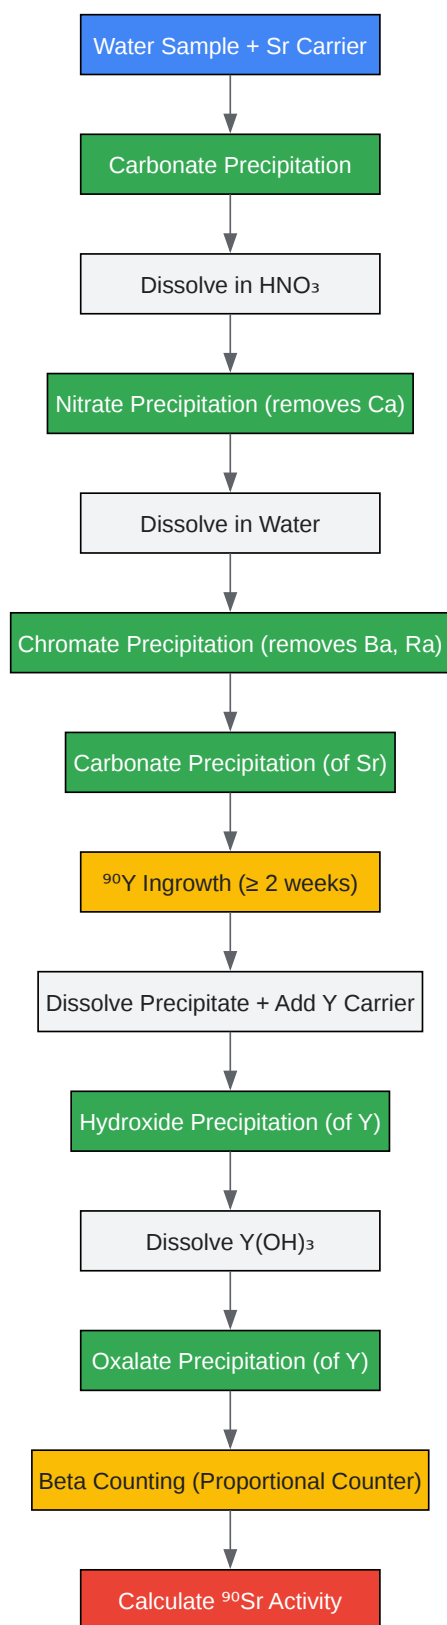 Water Sample + Sr Carrier
Carbonate Precipitation
Dissolve in HNO₃
Nitrate Precipitation (removes Ca)
Dissolve in Water
Chromate Precipitation (removes Ba, Ra)
Carbonate Precipitation (of Sr)
⁹⁰Y Ingrowth (≥ 2 weeks)
Dissolve Precipitate + Add Y Carrier
Hydroxide Precipitation (of Y)
Dissolve Y(OH)₃
Oxalate Precipitation (of Y)
Beta Counting (Proportional Counter)
Calculate ⁹⁰Sr Activity